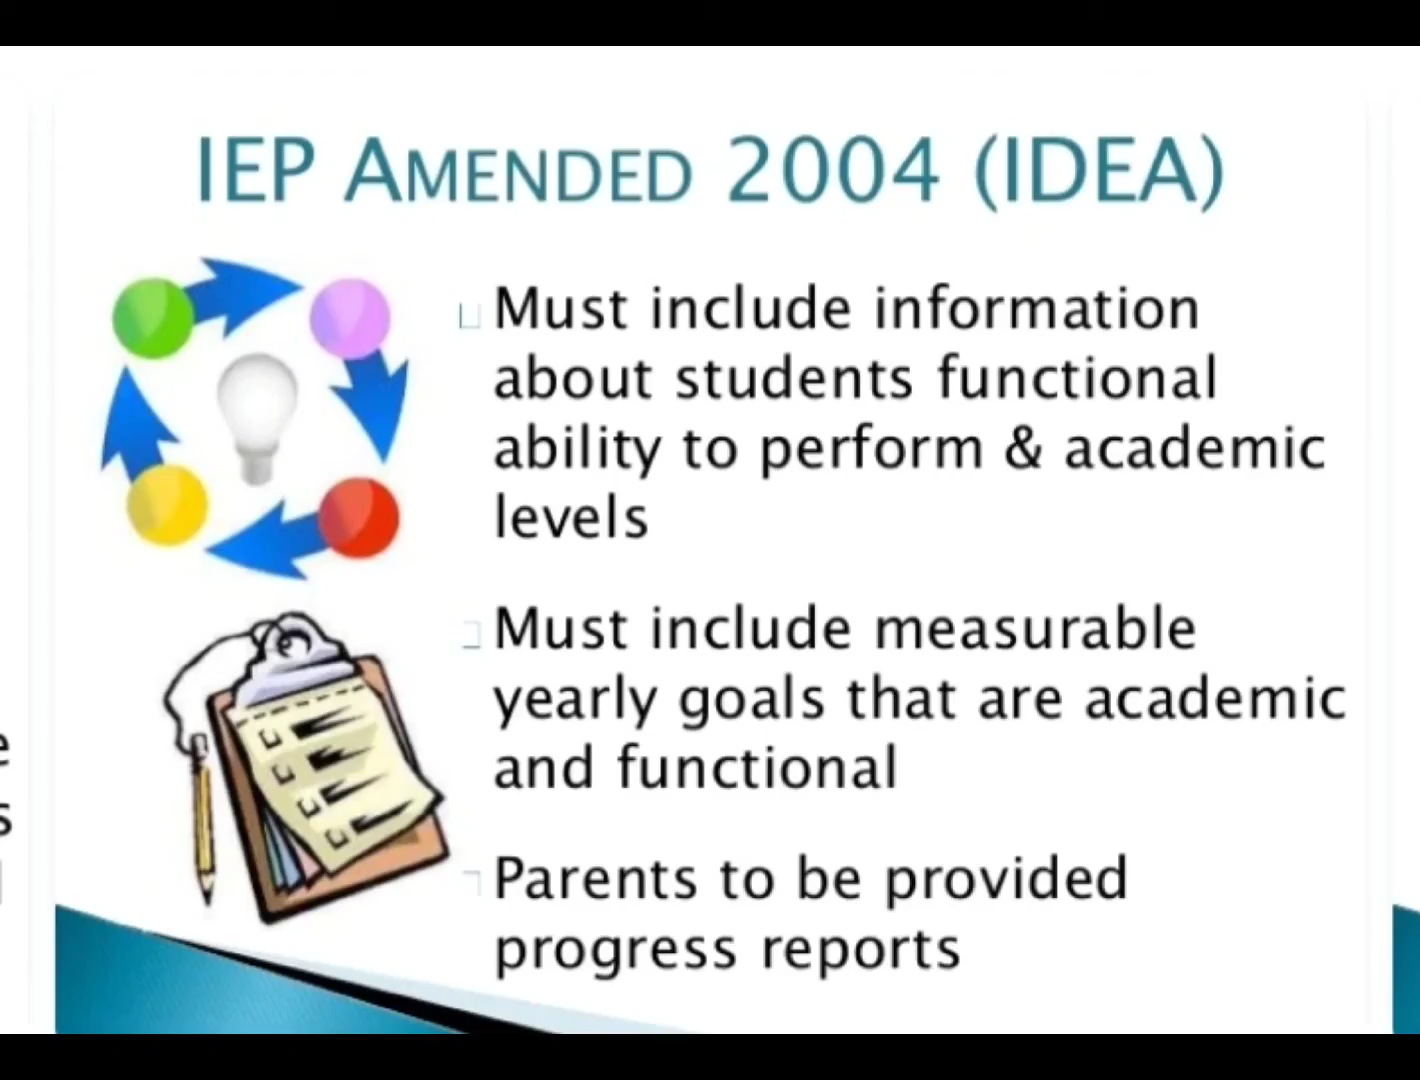 IEP AMENDED 2004 (IDEA)
Must include information
about students functional
ability to perform & academic
levels
Must include measurable
yearly goals that are academic
and functional
Parents to be provided
progress reports